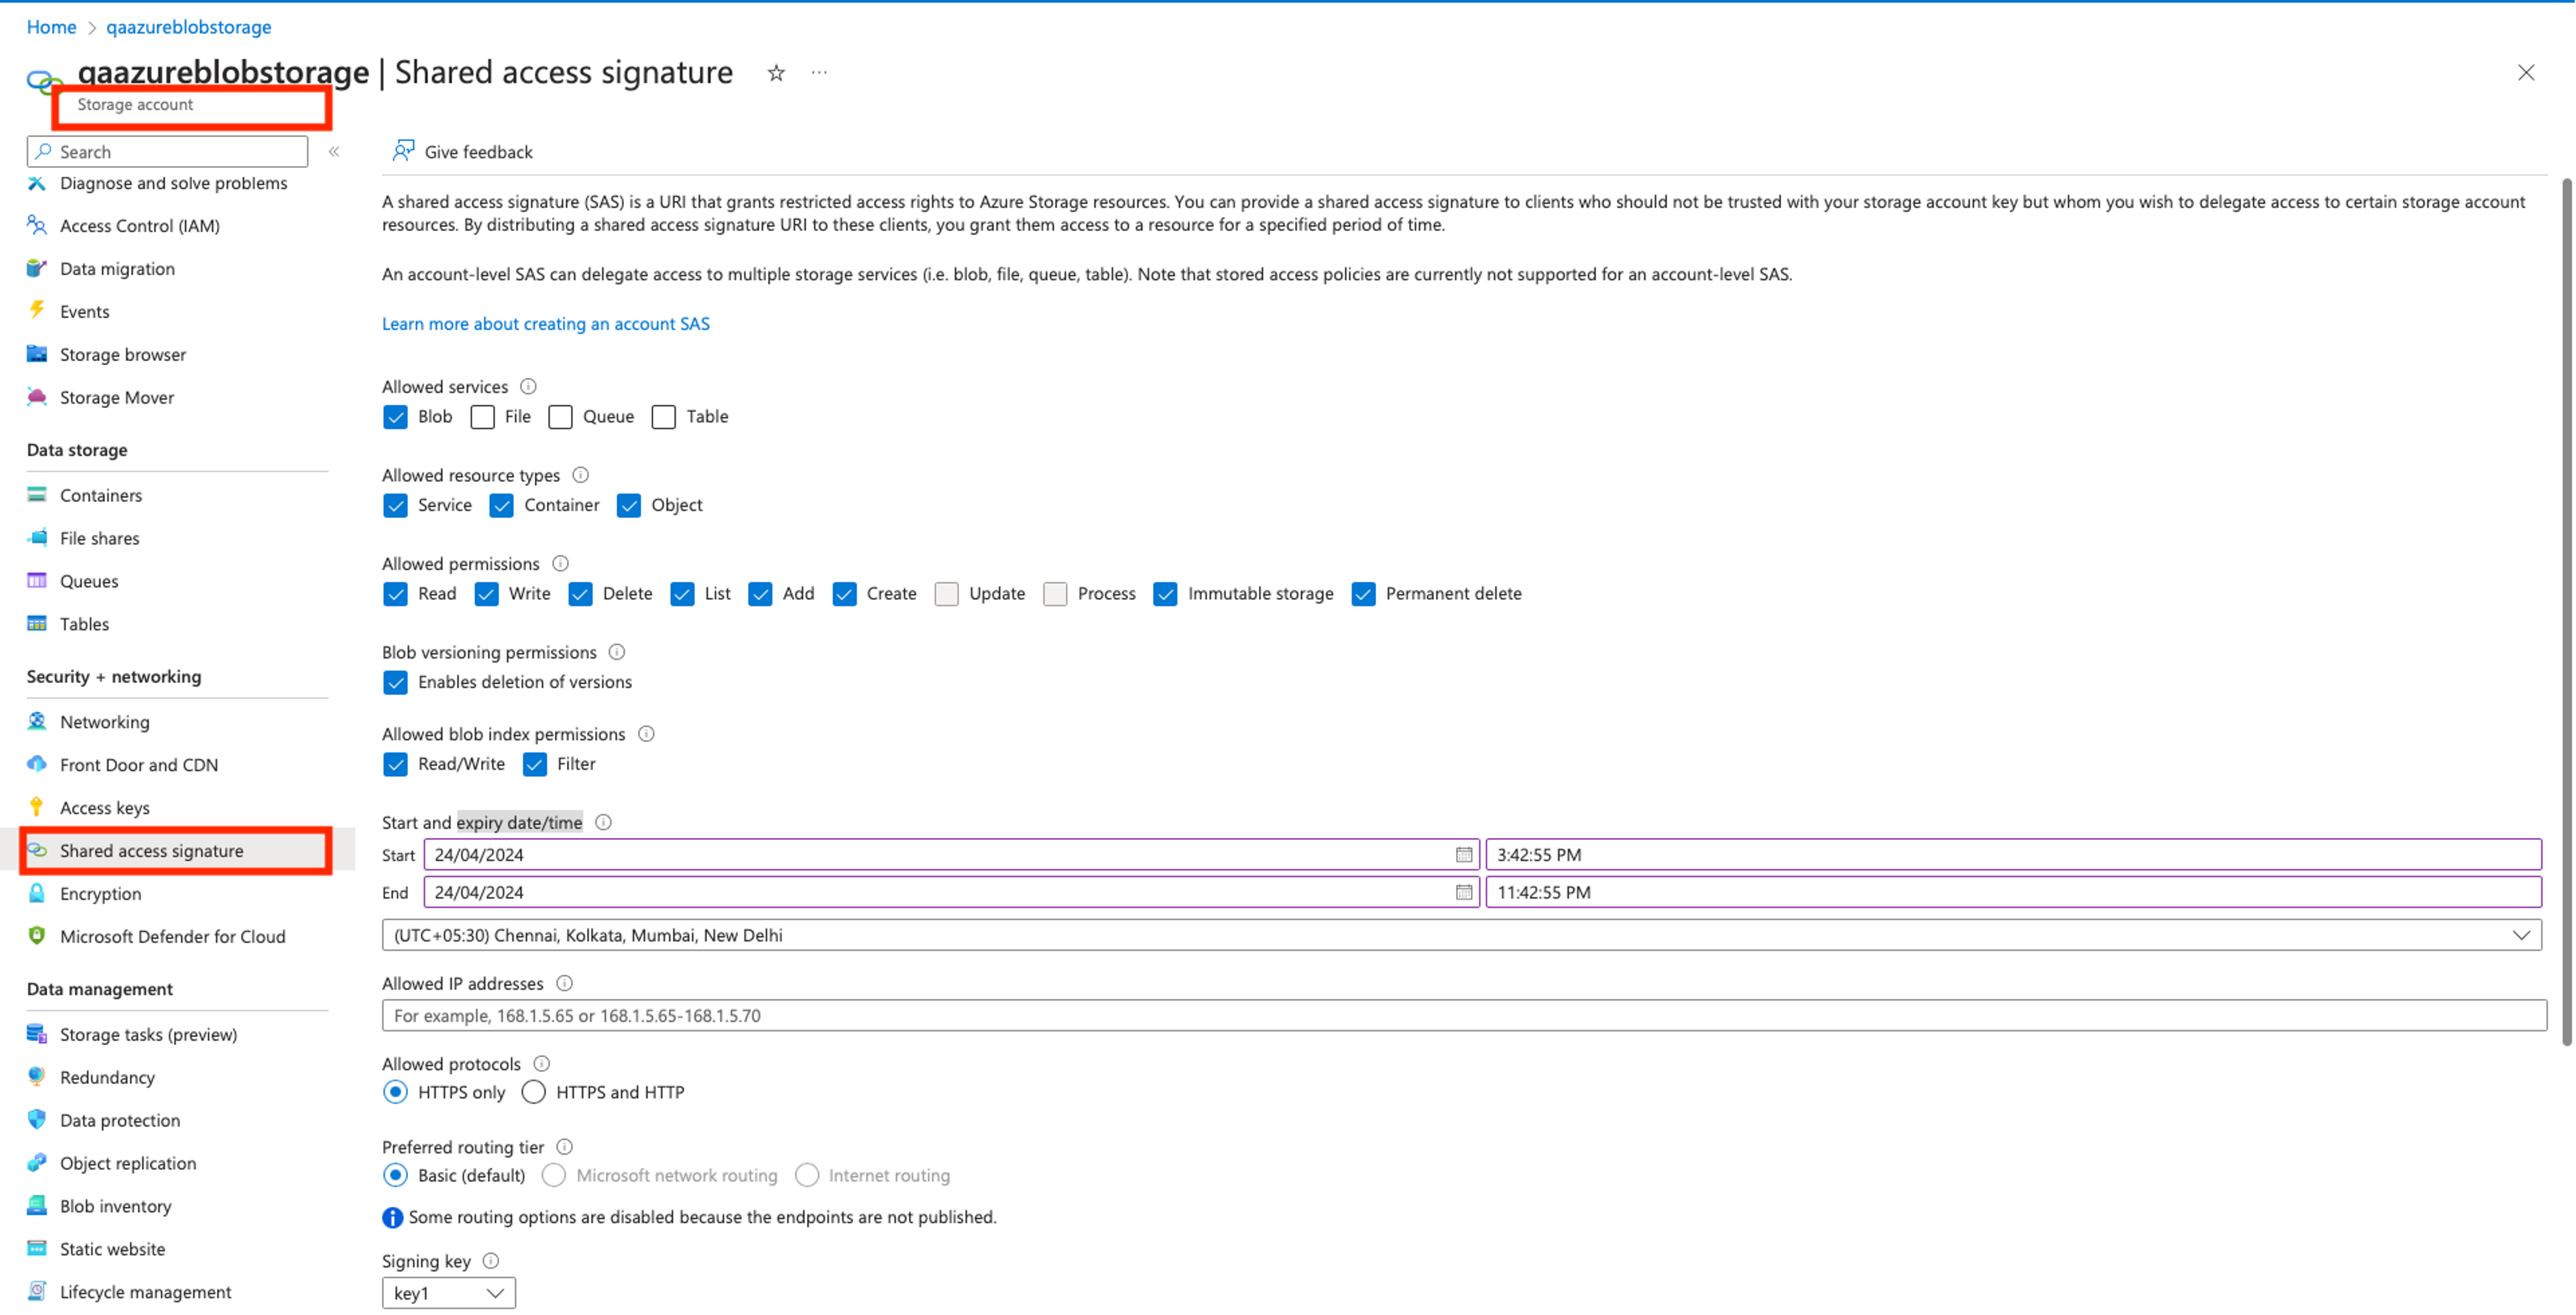 Home > qaazureblobstorage
qaazureblobstorage | Shared access signature
Storage account
Search
Diagnose and solve problems
Access Control (IAM)
Data migration
Events
Storage browser
Storage Mover
Data storage
Containers
File shares
Queues
Tables
Security + networking
Networking
Front Door and CDN
Access keys
Shared access signature
Encryption
Microsoft Defender for Cloud
Data management
Storage tasks (preview)
Redundancy
Data protection
Object replication
Blob inventory
Static website
Lifecycle management
Give feedback
A shared access signature (SAS) is a URI that grants restricted access rights to Azure Storage resources. You can provide a shared access signature to clients who should not be trusted with your storage account key but whom you wish to delegate access to certain storage account
resources. By distributing a shared access signature URI to these clients, you grant them access to a resource for a specified period of time.
An account-level SAS can delegate access to multiple storage services (i.e. blob, file, queue, table). Note that stored access policies are currently not supported for an account-level SAS.
Learn more about creating an account SAS
Allowed services
Blob File Queue Table
Allowed resource types
Service Container Object
Allowed permissions
Read Write Delete List Add Create Update Process Immutable storage Permanent delete
Blob versioning permissions
Enables deletion of versions
Allowed blob index permissions
Read/Write Filter
Start and expiry date/time
Start 24/04/2024 3:42:55 PM
End 24/04/2024 11:42:55 PM
(UTC+05:30) Chennai, Kolkata, Mumbai, New Delhi
Allowed IP addresses
For example, 168.1.5.65 or 168.1.5.65-168.1.5.70
Allowed protocols
HTTPS only HTTPS and HTTP
Preferred routing tier
Basic (default) Microsoft network routing Internet routing
Some routing options are disabled because the endpoints are not published.
Signing key
key1